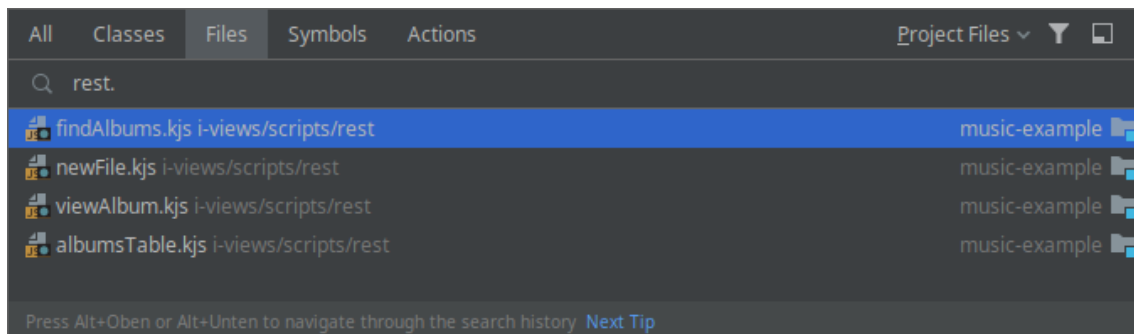 All Classes Files Symbols Actions Project Files
rest.
findAlbums.kjs i-views/scripts/rest music-example
newFile.kjs i-views/scripts/rest music-example
viewAlbum.kjs i-views/scripts/rest music-example
albumsTable.kjs i-views/scripts/rest music-example
Press Alt+Oben or Alt+Unten to navigate through the search history Next Tip